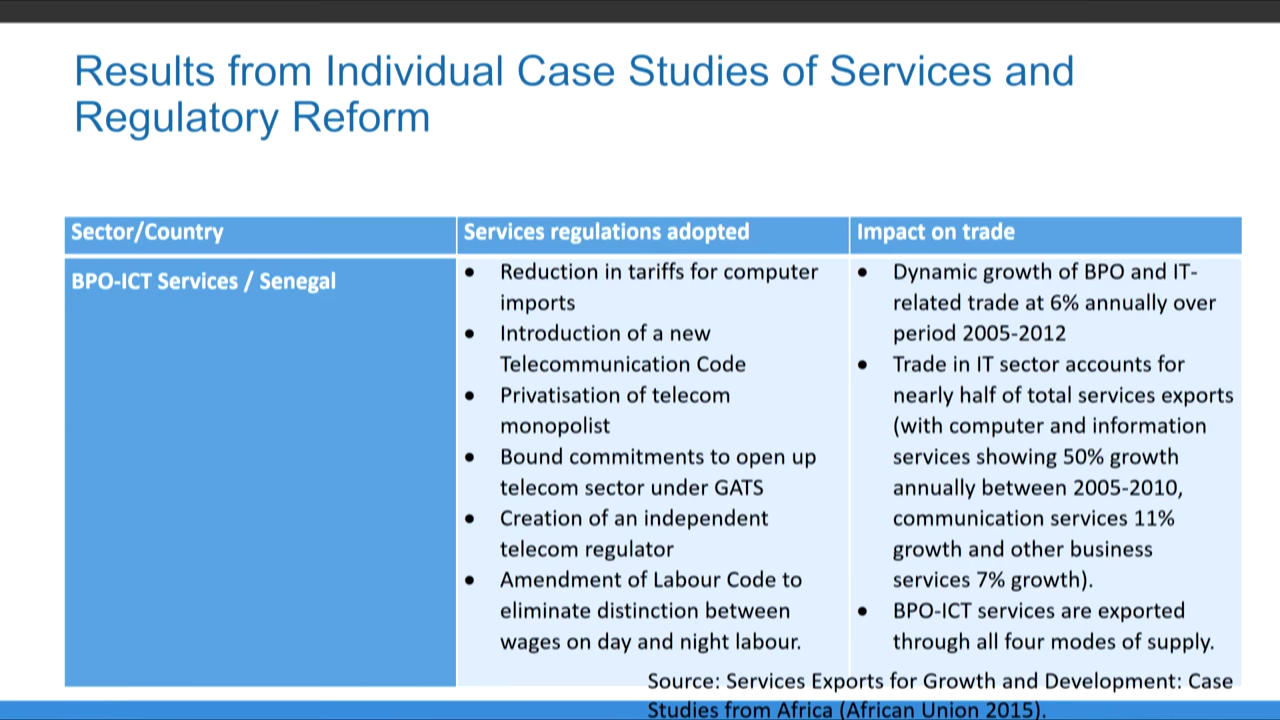 Results from Individual Case Studies of Services and
Regulatory Reform
Sector/Country
Services regulations adopted
Impact on trade
BPO-ICT Services / Senegal
● Reduction in tariffs for computer
imports
● Introduction of a new
Telecommunication Code
● Privatisation of telecom
monopolist
● Bound commitments to open up
telecom sector under GATS
● Creation of an independent
telecom regulator
● Amendment of Labour Code to
eliminate distinction between
wages on day and night labour.
● Dynamic growth of BPO and IT-
related trade at 6% annually over
period 2005-2012
● Trade in IT sector accounts for
nearly half of total services exports
(with computer and information
services showing 50% growth
annually between 2005-2010,
communication services 11%
growth and other business
services 7% growth).
● BPO-ICT services are exported
through all four modes of supply.
Source: Services Exports for Growth and Development: Case
Studies from Africa (African Union 2015).